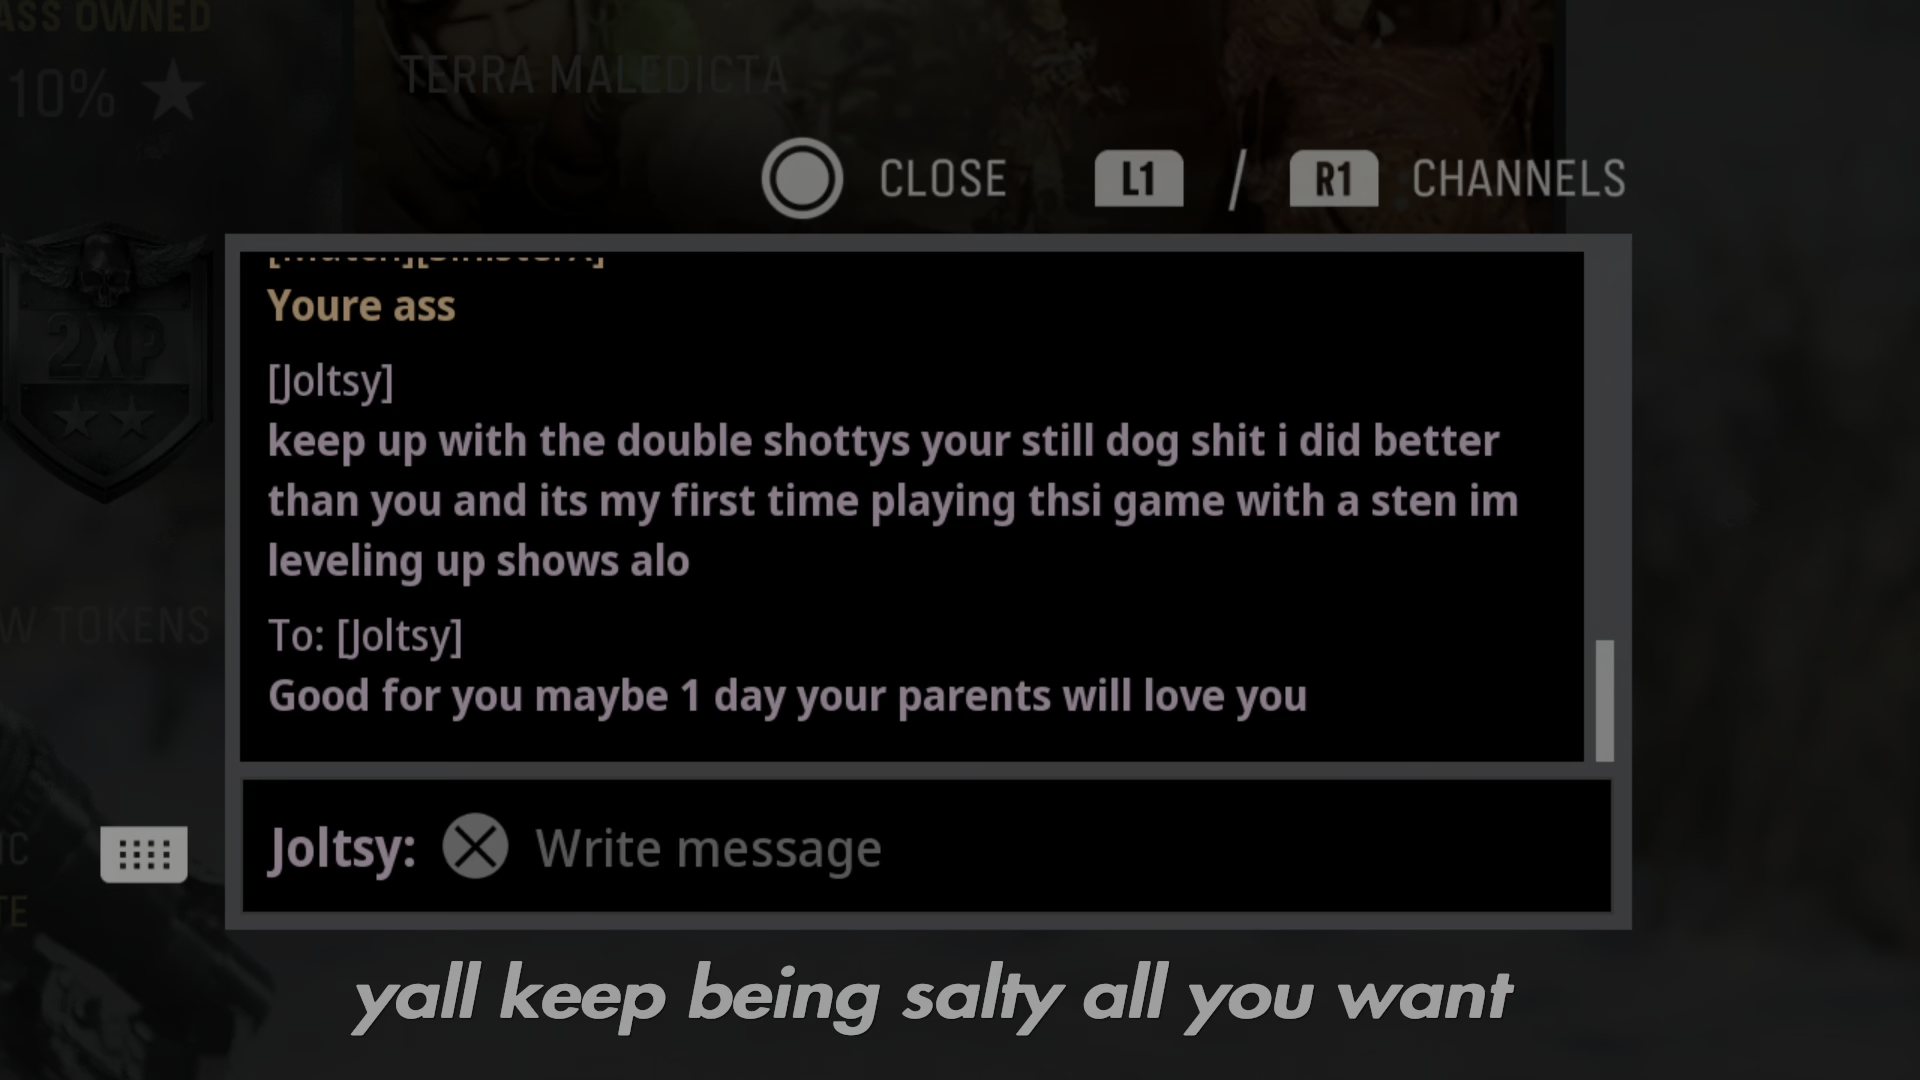 ASS OWNED
10%
TERRA MALEDICTA
CLOSE L1 / R1 CHANNELS
Youre ass
2XP
[Joltsy]
keep up with the double shottys your still dog shit i did better
than you and its my first time playing thsi game with a sten im
leveling up shows alo
W TOKENS
To: [Joltsy]
Good for you maybe 1 day your parents will love you
Joltsy: Write message
yall keep being salty all you want